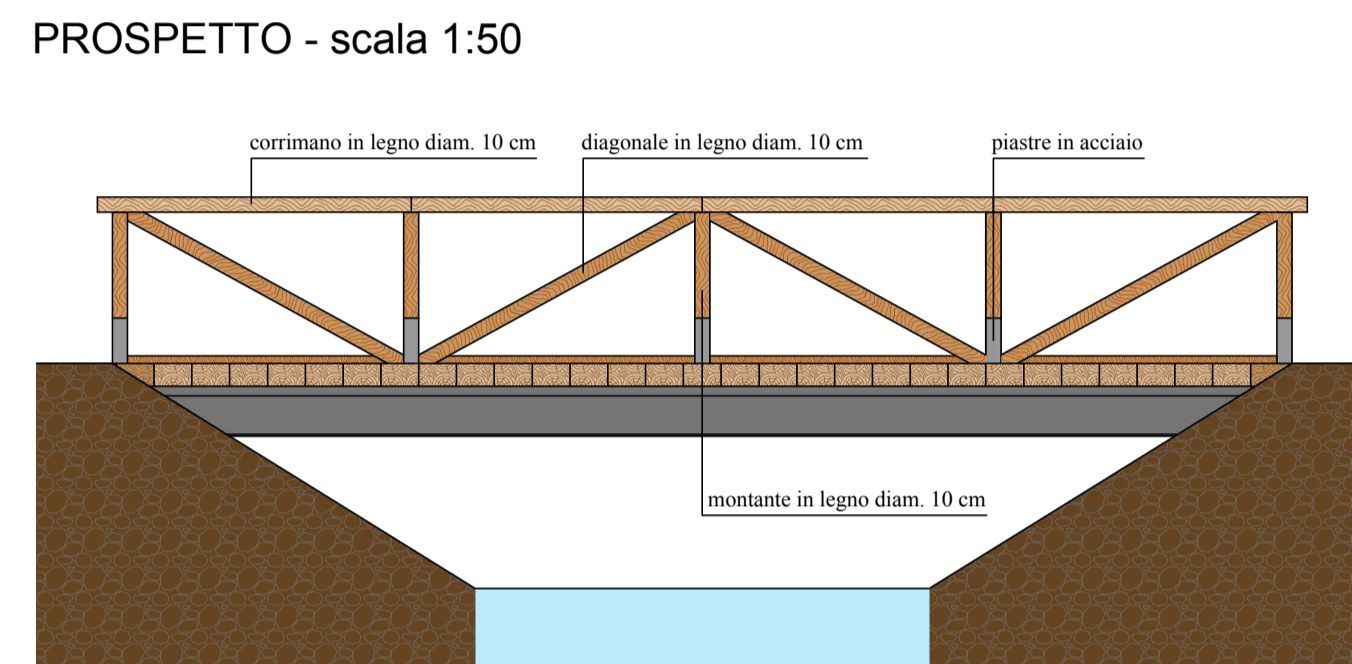 PROSPETTO - scala 1:50
corrimano in legno diam. 10 cm
diagonale in legno diam. 10 cm
piastre in acciaio
montante in legno diam. 10 cm